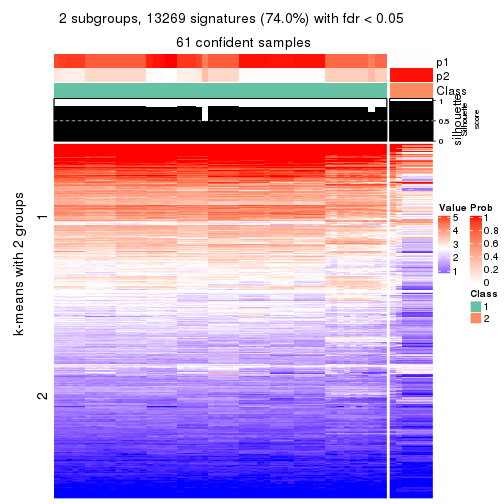 2 subgroups, 13269 signatures (74.0%) with fdr < 0.05
61 confident samples
p1
p2
Class
silhouette
Silhouette
score
1
0.5
0
k-means with 2 groups
1
2
Value
5
4
3
2
1
Prob
1
0.8
0.6
0.4
0.2
0
Class
1
2